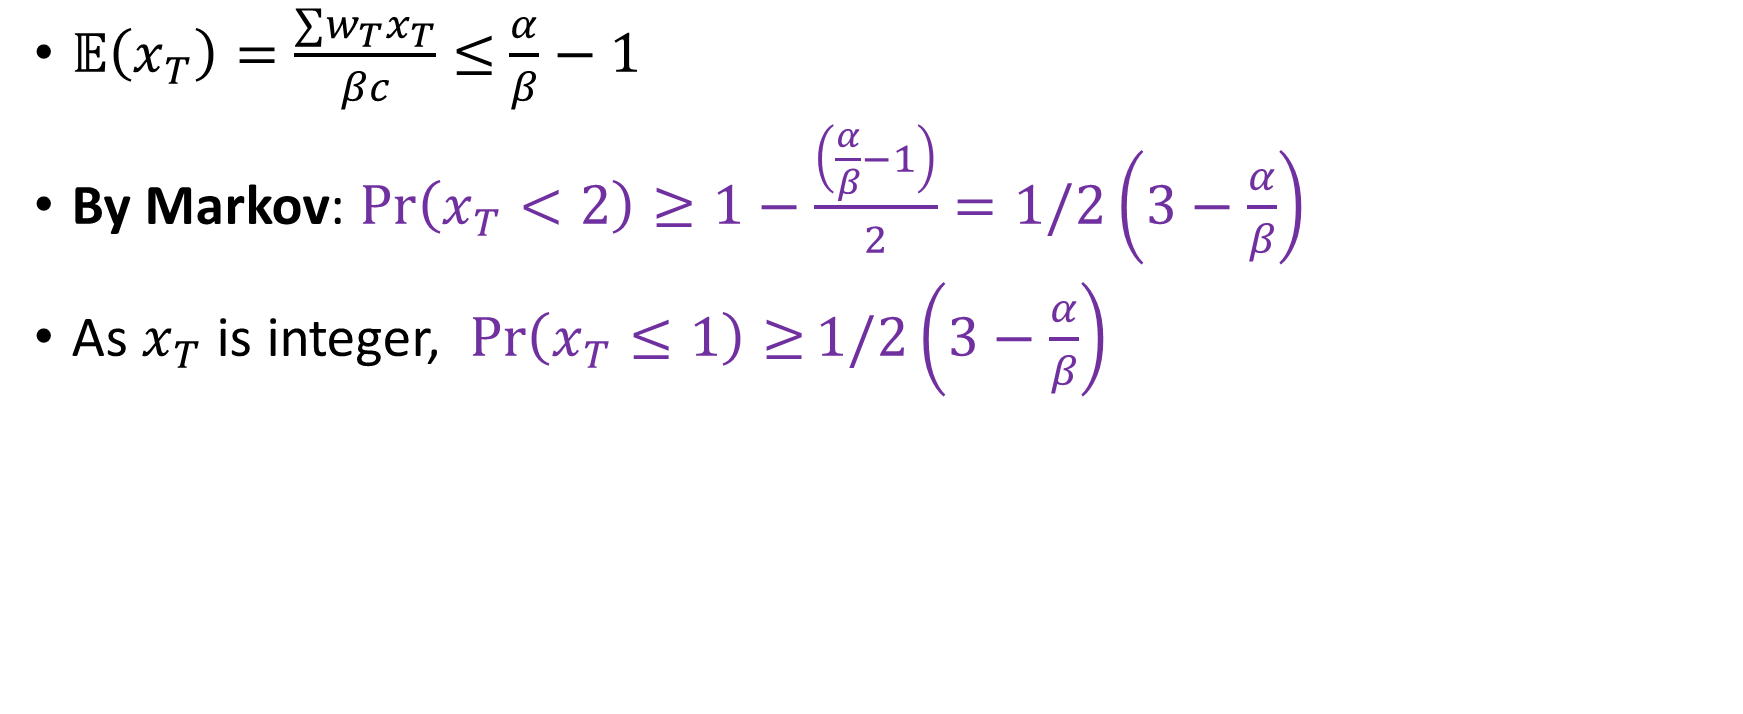 • 𝔼(x_T) = ∑w_T x_T / βc ≤ α/β − 1
• By Markov: Pr(x_T < 2) ≥ 1 − (α/β−1)/2 = 1/2(3 − α/β)
• As x_T is integer, Pr(x_T ≤ 1) ≥ 1/2(3 − α/β)